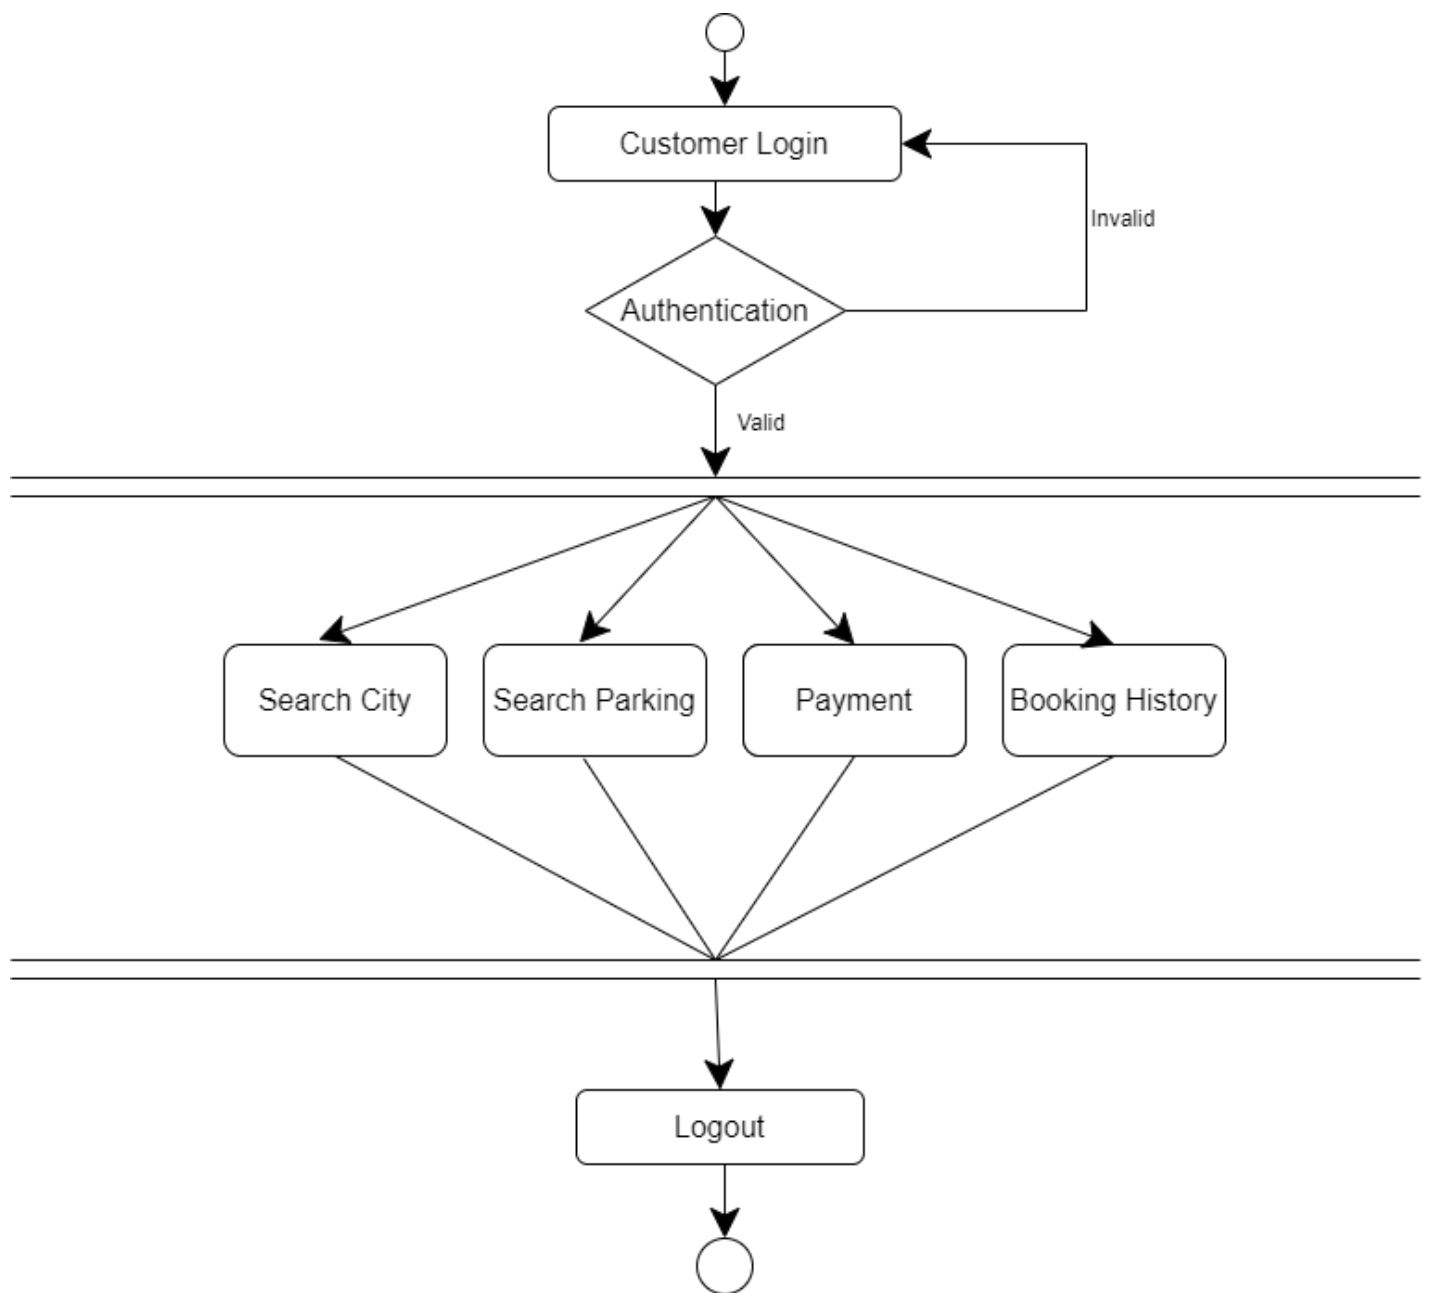 Customer Login
Invalid
Authentication
Valid
Search City
Search Parking
Payment
Booking History
Logout